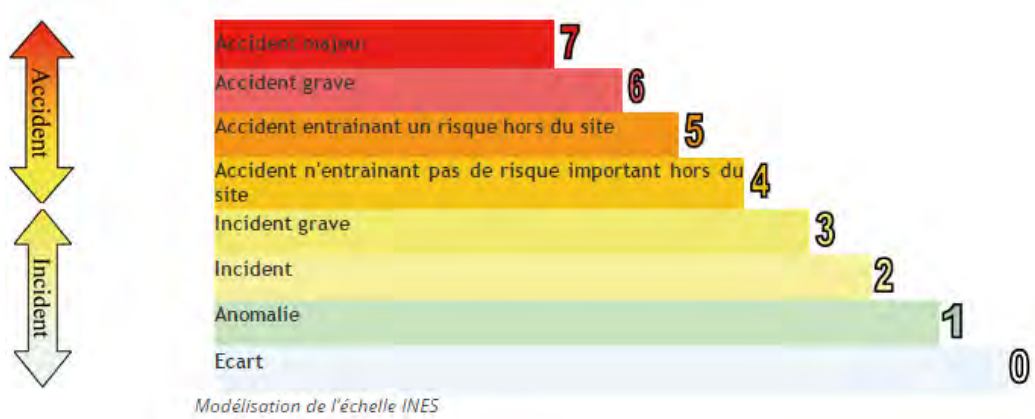 Accident
Accident majeur 7
Accident grave 6
Accident entrainant un risque hors du site 5
Accident n'entrainant pas de risque important hors du
site 4
Incident
Incident grave 3
Incident 2
Anomalie 1
Ecart 0
Modélisation de l'échelle INES